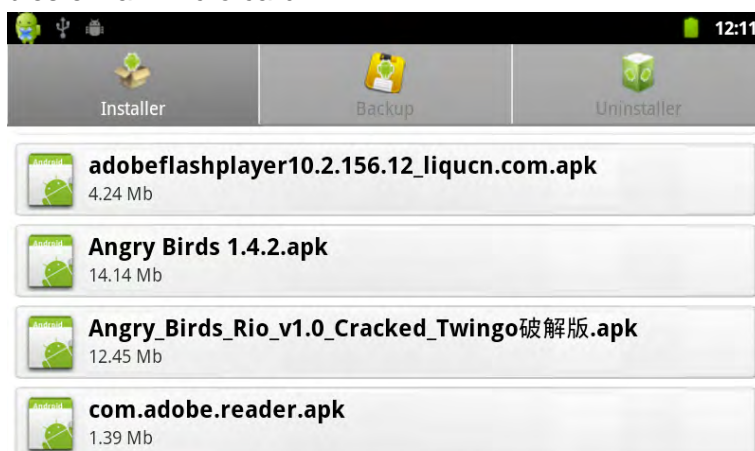 12:11
Installer
Backup
Uninstaller
adobeflashplayer10.2.156.12_liqucn.com.apk
4.24 Mb
Angry Birds 1.4.2.apk
14.14 Mb
Angry_Birds_Rio_v1.0_Cracked_Twingo破解版.apk
12.45 Mb
com.adobe.reader.apk
1.39 Mb